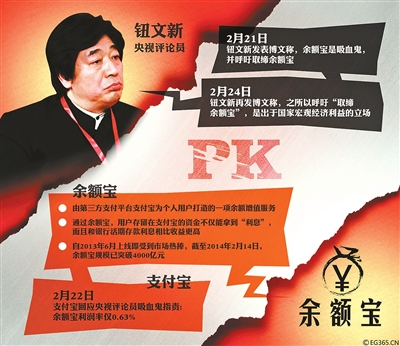 钮文新
央视评论员
2月21日
钮文新发表博文称，余额宝是吸血鬼，
并呼吁取缔余额宝
2月24日
钮文新再发博文称，之所以呼吁“取缔
余额宝”，是出于国家宏观经济利益的立场
PK
余额宝
由第三方支付平台支付宝为个人用户打造的一项余额增值服务
通过余额宝，用户存留在支付宝的资金不仅能拿到“利息”，
而且和银行活期存款利息相比收益更高
自2013年6月上线即受到市场热捧，截至2014年2月14日，
余额宝规模已突破4000亿元
支付宝
2月22日
支付宝回应央视评论员吸血鬼指责：
余额宝利润率仅0.63%
¥
余额宝
©EG365.CN